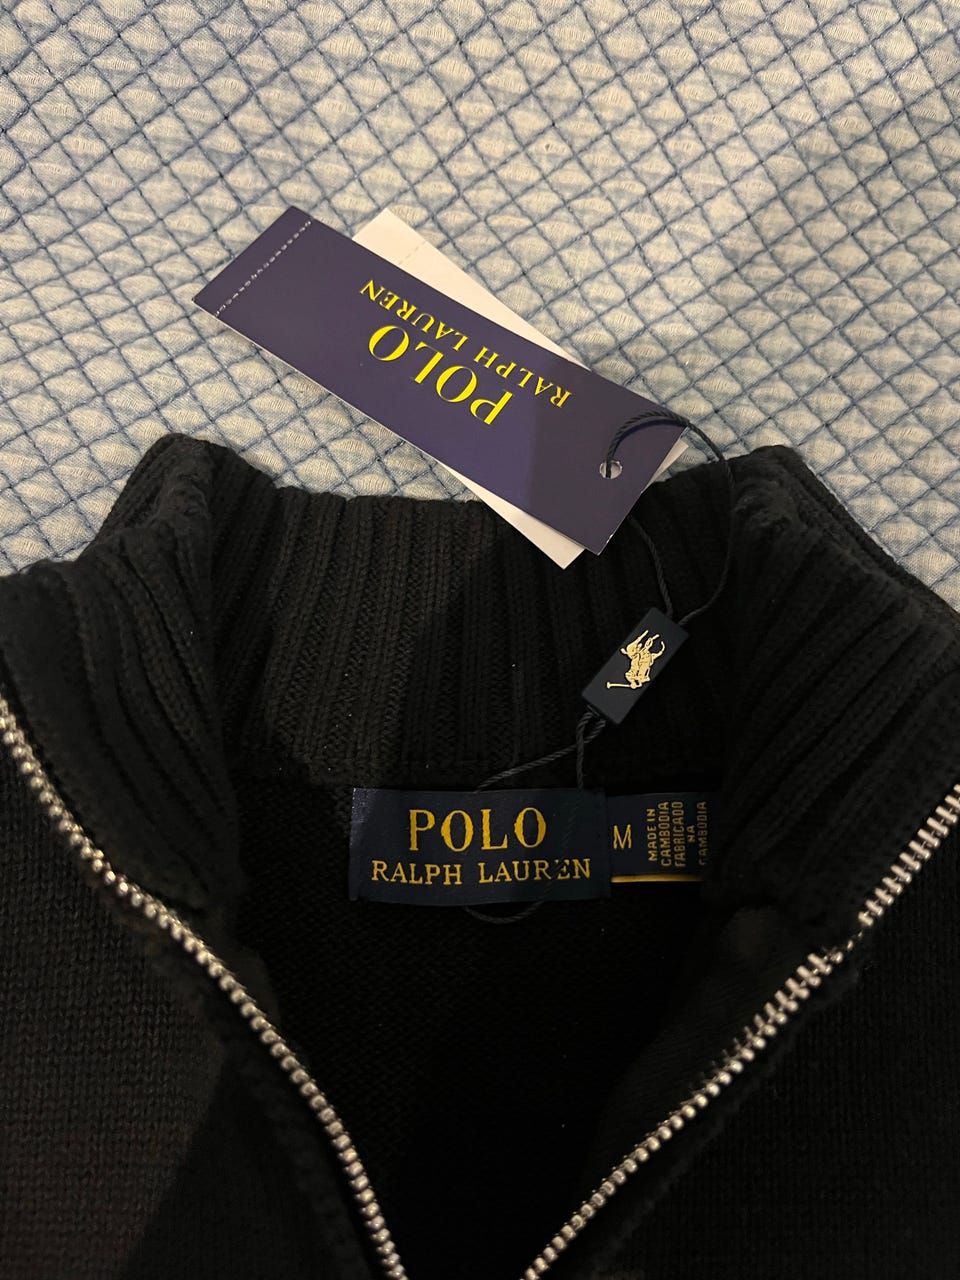 POLO
RALPH LAUREN
POLO
RALPH LAUREN
M
MADE IN
CAMBODIA
FABRICADO
NA
CAMBODIA